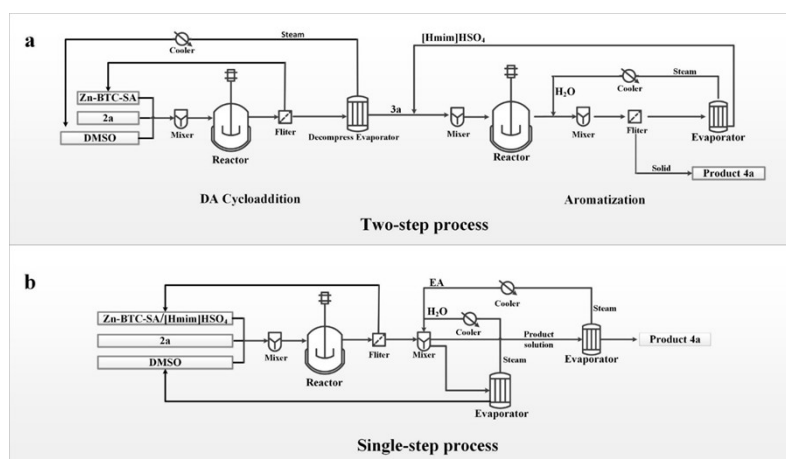 a
Steam
[Hmim]HSO₄
Cooler
Steam
Cooler
Zn-BTC-SA
H₂O
2a
3a
DMSO
Mixer
Fliter
Decompress Evaporator
Mixer
Mixer
Fliter
Evaporator
Reactor
Reactor
Solid
Product 4a
DA Cycloaddition
Aromatization
Two-step process
b
EA
Cooler
Zn-BTC-SA/[Hmim]HSO₄
H₂O
Steam
Cooler
2a
Product
solution
Product 4a
Mixer
Fliter
Mixer
Evaporator
DMSO
Steam
Reactor
Evaporator
Single-step process